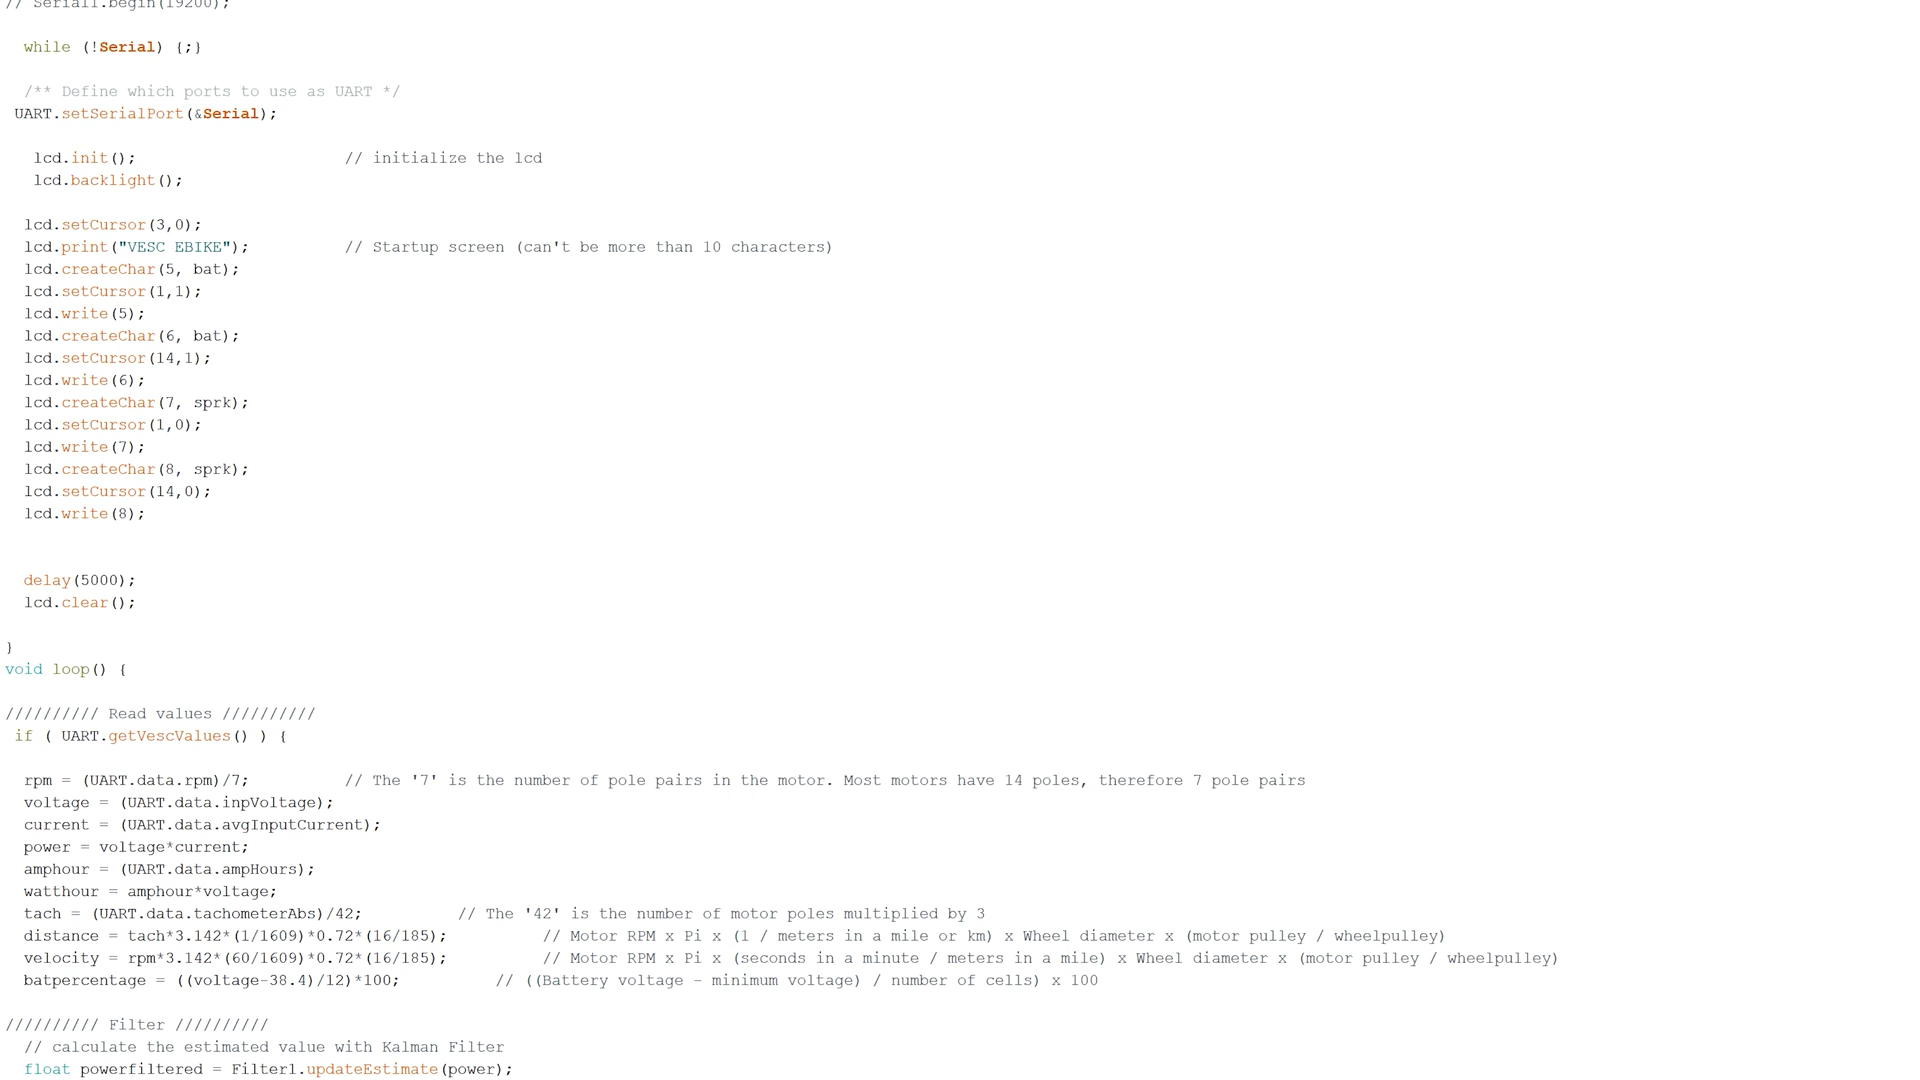 // Serial1.begin(19200);
while (!Serial) {;}
/** Define which ports to use as UART */
UART.setSerialPort(&Serial);
lcd.init();                      // initialize the lcd
lcd.backlight();
lcd.setCursor(3,0);
lcd.print("VESC EBIKE");          // Startup screen (can't be more than 10 characters)
lcd.createChar(5, bat);
lcd.setCursor(1,1);
lcd.write(5);
lcd.createChar(6, bat);
lcd.setCursor(14,1);
lcd.write(6);
lcd.createChar(7, sprk);
lcd.setCursor(1,0);
lcd.write(7);
lcd.createChar(8, sprk);
lcd.setCursor(14,0);
lcd.write(8);
delay(5000);
lcd.clear();
}
void loop() {
////////// Read values //////////
if ( UART.getVescValues() ) {
rpm = (UART.data.rpm)/7;          // The '7' is the number of pole pairs in the motor. Most motors have 14 poles, therefore 7 pole pairs
voltage = (UART.data.inpVoltage);
current = (UART.data.avgInputCurrent);
power = voltage*current;
amphour = (UART.data.ampHours);
watthour = amphour*voltage;
tach = (UART.data.tachometerAbs)/42;          // The '42' is the number of motor poles multiplied by 3
distance = tach*3.142*(1/1609)*0.72*(16/185);          // Motor RPM x Pi x (1 / meters in a mile or km) x Wheel diameter x (motor pulley / wheelpulley)
velocity = rpm*3.142*(60/1609)*0.72*(16/185);          // Motor RPM x Pi x (seconds in a minute / meters in a mile) x Wheel diameter x (motor pulley / wheelpulley)
batpercentage = ((voltage-38.4)/12)*100;          // ((Battery voltage - minimum voltage) / number of cells) x 100
////////// Filter //////////
// calculate the estimated value with Kalman Filter
float powerfiltered = Filter1.updateEstimate(power);